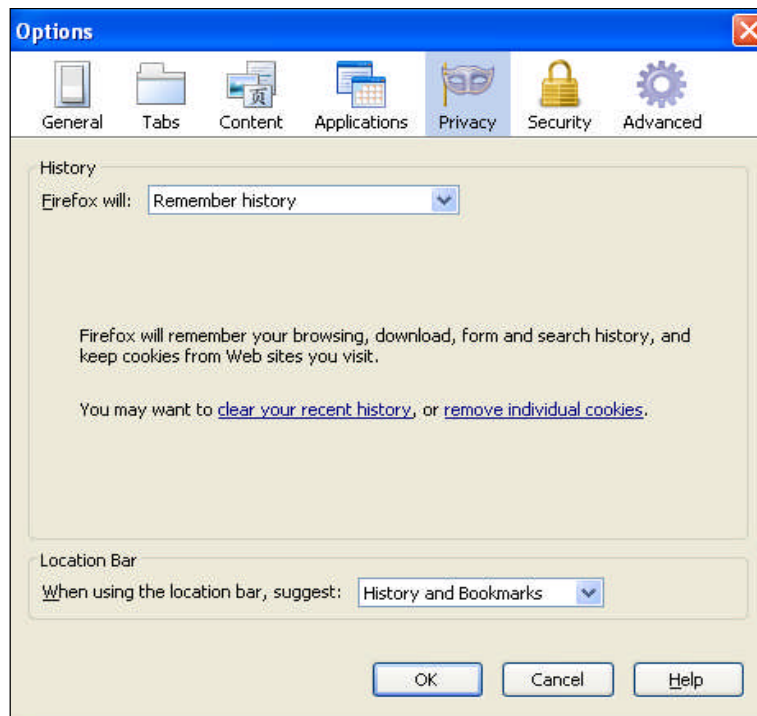 Options
General Tabs Content Applications Privacy Security Advanced
页
History
Firefox will: Remember history
Firefox will remember your browsing, download, form and search history, and
keep cookies from Web sites you visit.
You may want to clear your recent history, or remove individual cookies.
Location Bar
When using the location bar, suggest: History and Bookmarks
OK Cancel Help